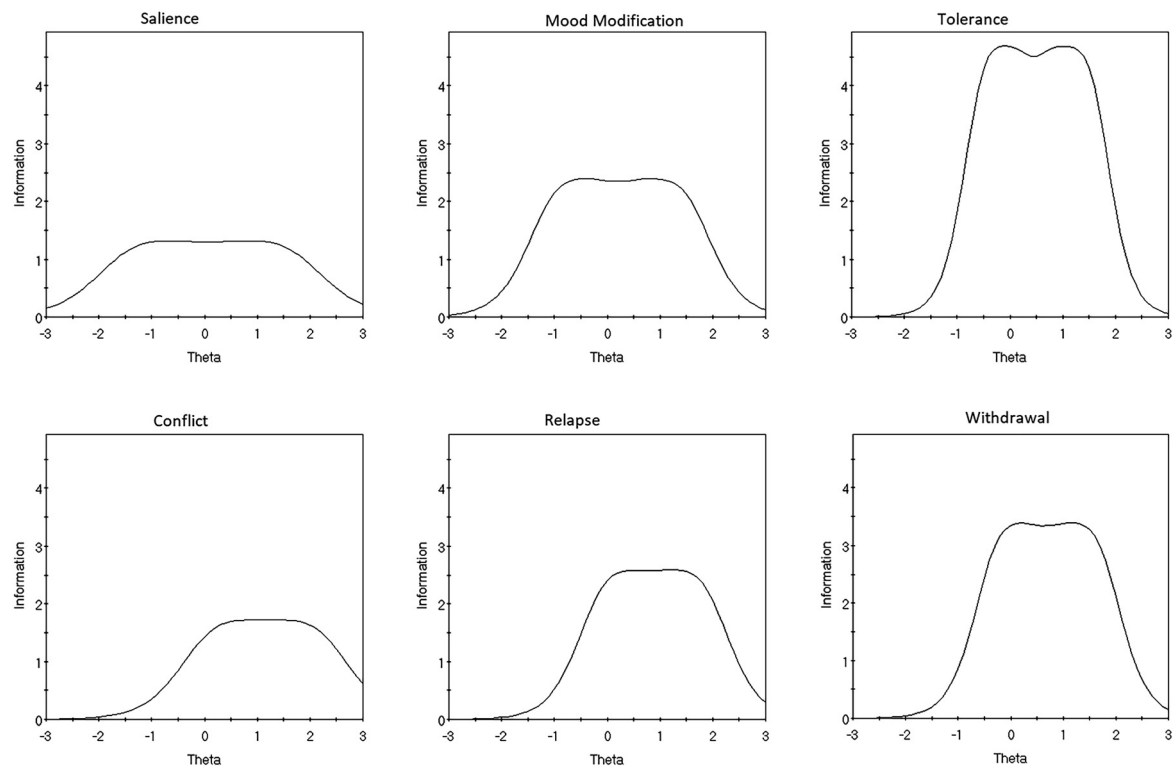 Salience
Mood Modification
Tolerance
Information
4
3
2
1
0
-3 -2 -1 0 1 2 3
Theta
Information
4
3
2
1
0
-3 -2 -1 0 1 2 3
Theta
Information
4
3
2
1
0
-3 -2 -1 0 1 2 3
Theta
Conflict
Relapse
Withdrawal
Information
4
3
2
1
0
-3 -2 -1 0 1 2 3
Theta
Information
4
3
2
1
0
-3 -2 -1 0 1 2 3
Theta
Information
4
3
2
1
0
-3 -2 -1 0 1 2 3
Theta